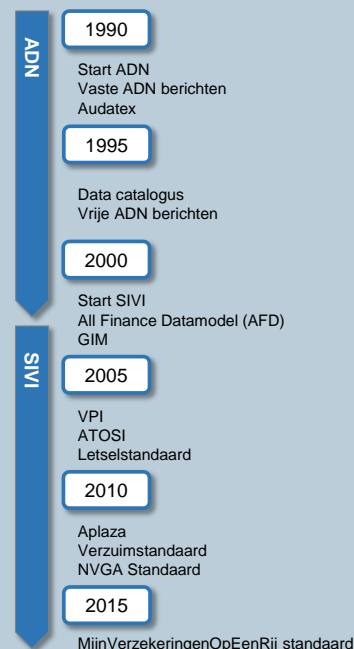 ADN
1990
Start ADN
Vaste ADN berichten
Audatex
1995
Data catalogus
Vrije ADN berichten
2000
Start SIVI
All Finance Datamodel (AFD)
GIM
SIVI
2005
VPI
ATOSI
Letselstandaard
2010
Aplaza
Verzuimstandaard
NVGA Standaard
2015
MijnVerzekeringenOpEenRij standaard